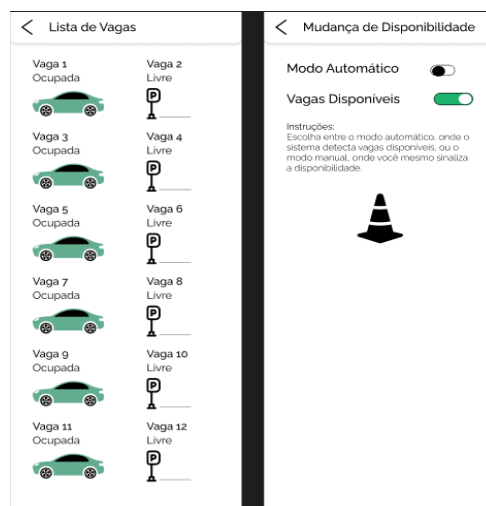 Lista de Vagas
Vaga 1 Vaga 2
Ocupada Livre
P
Vaga 3 Vaga 4
Ocupada Livre
P
Vaga 5 Vaga 6
Ocupada Livre
P
Vaga 7 Vaga 8
Ocupada Livre
P
Vaga 9 Vaga 10
Ocupada Livre
P
Vaga 11 Vaga 12
Ocupada Livre
P
Mudança de Disponibilidade
Modo Automático
Vagas Disponíveis
Instruções:
Escolha entre o modo automático, onde o
sistema detecta vagas disponíveis, ou o
modo manual, onde você mesmo sinaliza
a disponibilidade.